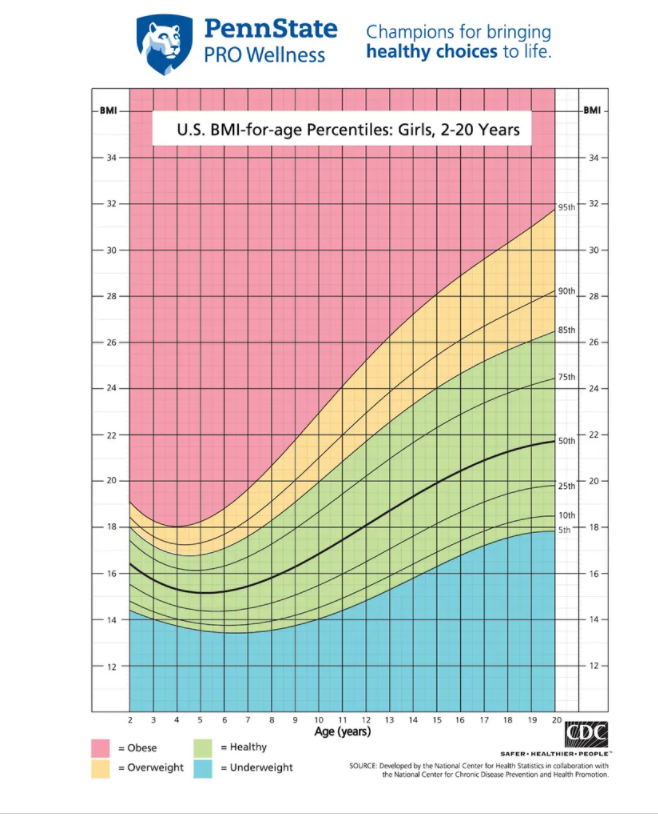 PennState
PRO Wellness
Champions for bringing
healthy choices to life.
BMI BMI
U.S. BMI-for-age Percentiles: Girls, 2-20 Years
34 34
95th
32 32
30 30
90th
28 28
85th
26 26
75th
24 24
50th
22 22
25th
20 20
10th
5th
18 18
16 16
14 14
12 12
2 3 4 5 6 7 8 9 10 11 12 13 14 15 16 17 18 19 20
Age (years)
CDC
SAFER • HEALTHIER • PEOPLE™
= Obese = Healthy
= Overweight = Underweight
SOURCE: Developed by the National Center for Health Statistics in collaboration with
the National Center for Chronic Disease Prevention and Health Promotion.